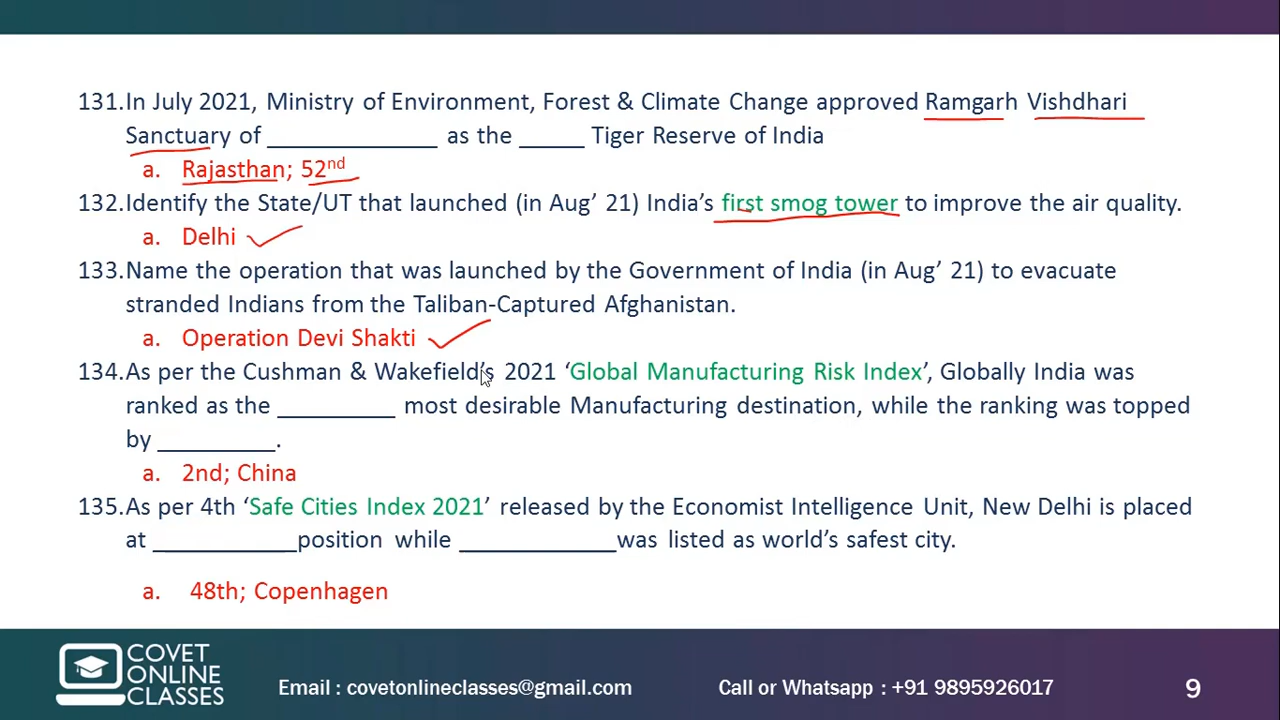 131.In July 2021, Ministry of Environment, Forest & Climate Change approved Ramgarh Vishdhari
Sanctuary of _____________ as the _____ Tiger Reserve of India
a. Rajasthan; 52nd
132.Identify the State/UT that launched (in Aug’ 21) India’s first smog tower to improve the air quality.
a. Delhi
133.Name the operation that was launched by the Government of India (in Aug’ 21) to evacuate
stranded Indians from the Taliban-Captured Afghanistan.
a. Operation Devi Shakti
134.As per the Cushman & Wakefield’s 2021 ‘Global Manufacturing Risk Index’, Globally India was
ranked as the _________ most desirable Manufacturing destination, while the ranking was topped
by _________.
a. 2nd; China
135.As per 4th ‘Safe Cities Index 2021’ released by the Economist Intelligence Unit, New Delhi is placed
at ___________position while ____________was listed as world’s safest city.
a. 48th; Copenhagen
COVET
ONLINE
CLASSES
Email : covetonlineclasses@gmail.com
Call or Whatsapp : +91 9895926017
9